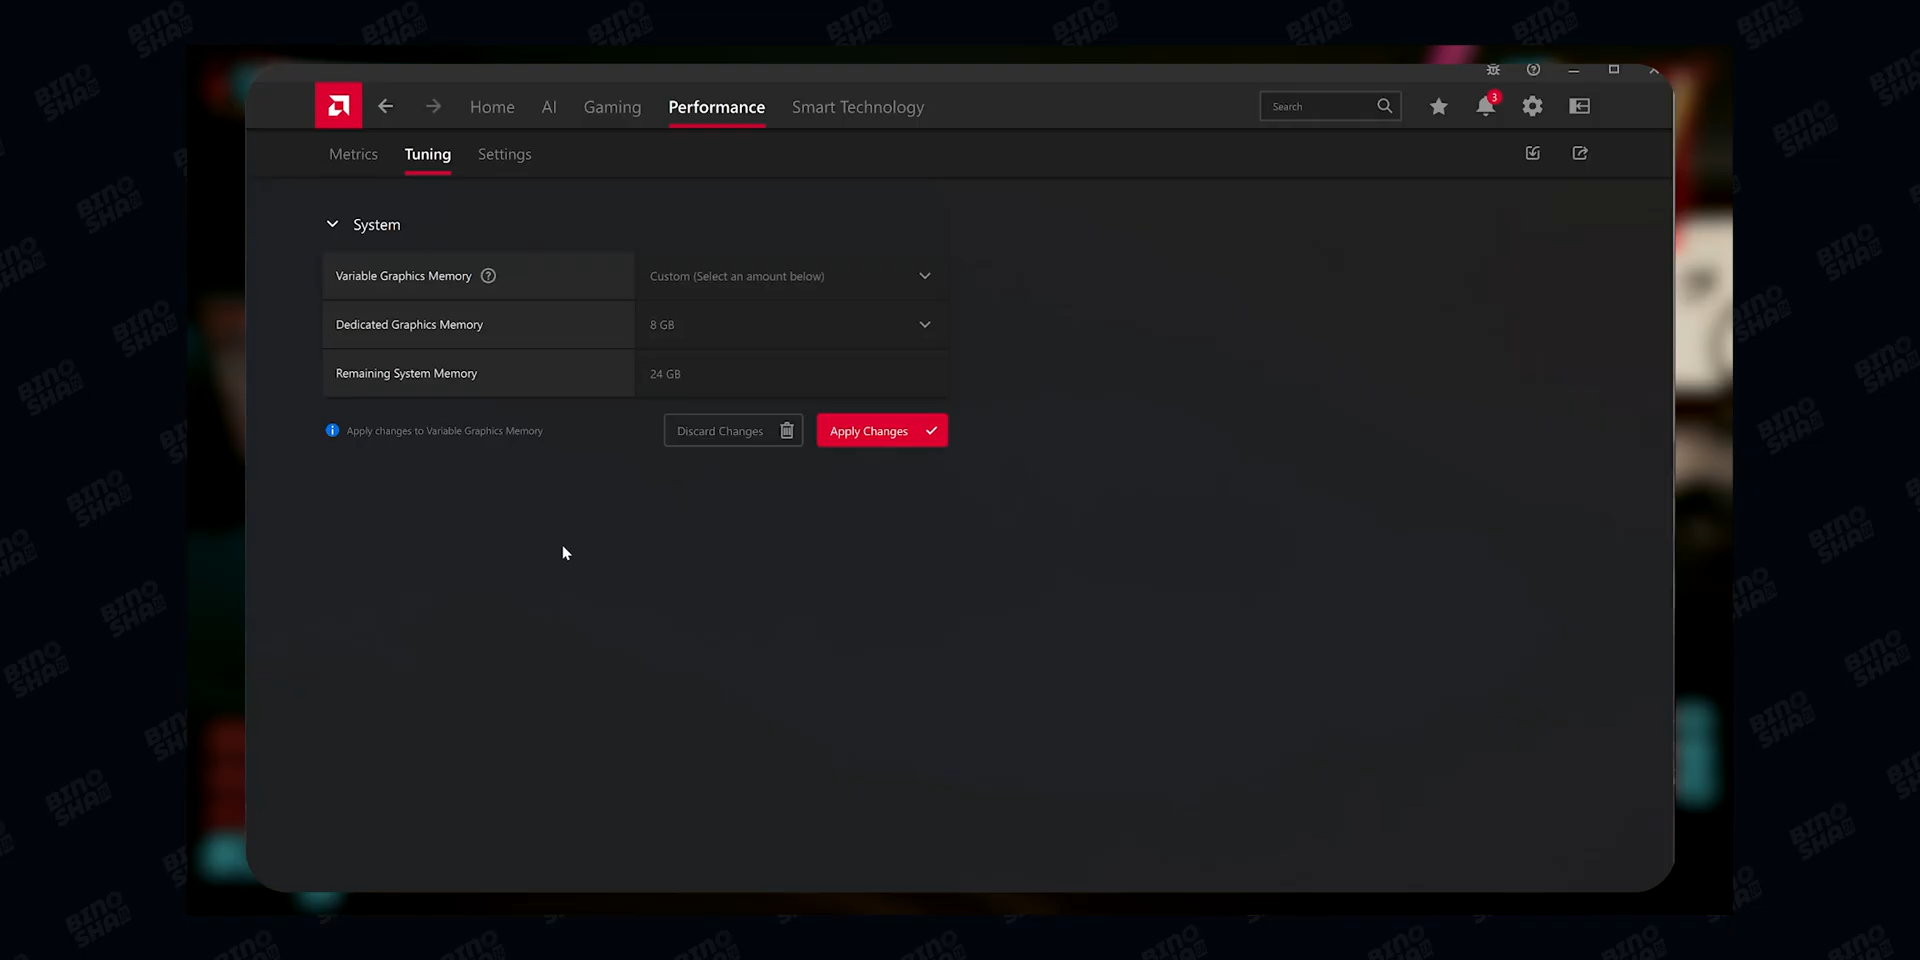 Home AI Gaming Performance Smart Technology Search 3
Metrics Tuning Settings
System
Variable Graphics Memory ? Custom (Select an amount below)
Dedicated Graphics Memory 8 GB
Remaining System Memory 24 GB
i Apply changes to Variable Graphics Memory Discard Changes Apply Changes